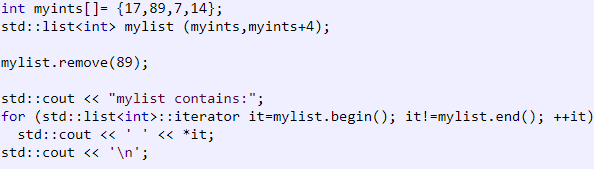 int myints[]= {17,89,7,14};
std::list<int> mylist (myints,myints+4);
mylist.remove(89);
std::cout << "mylist contains:";
for (std::list<int>::iterator it=mylist.begin(); it!=mylist.end(); ++it)
std::cout << ' ' << *it;
std::cout << '\n';